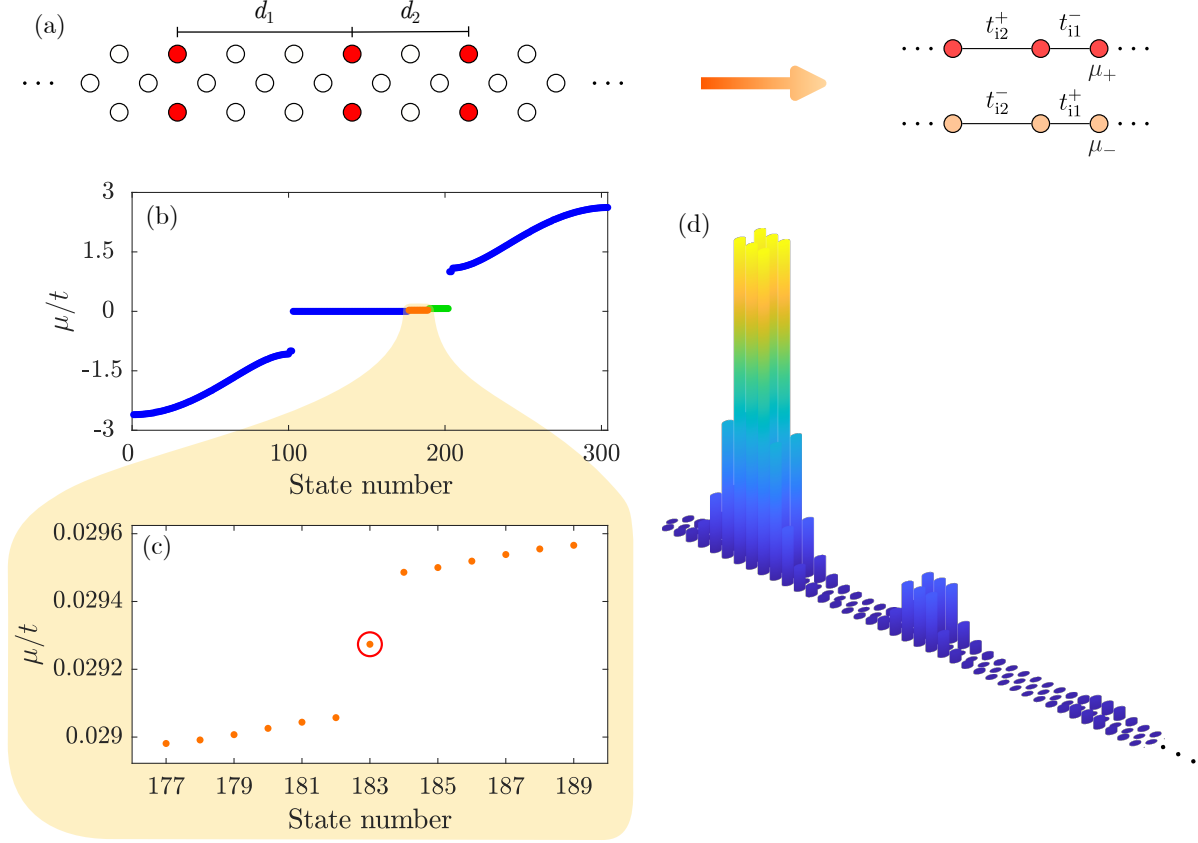 (a)
d₁ d₂
t⁺ᵢ₂ t⁻ᵢ₁
μ₊
t⁻ᵢ₂ t⁺ᵢ₁
μ₋
(b)
3
1.5
0
-1.5
-3
μ/t
0 100 200 300
State number
(c)
0.0296
0.0294
0.0292
0.029
μ/t
177 179 181 183 185 187 189
State number
(d)